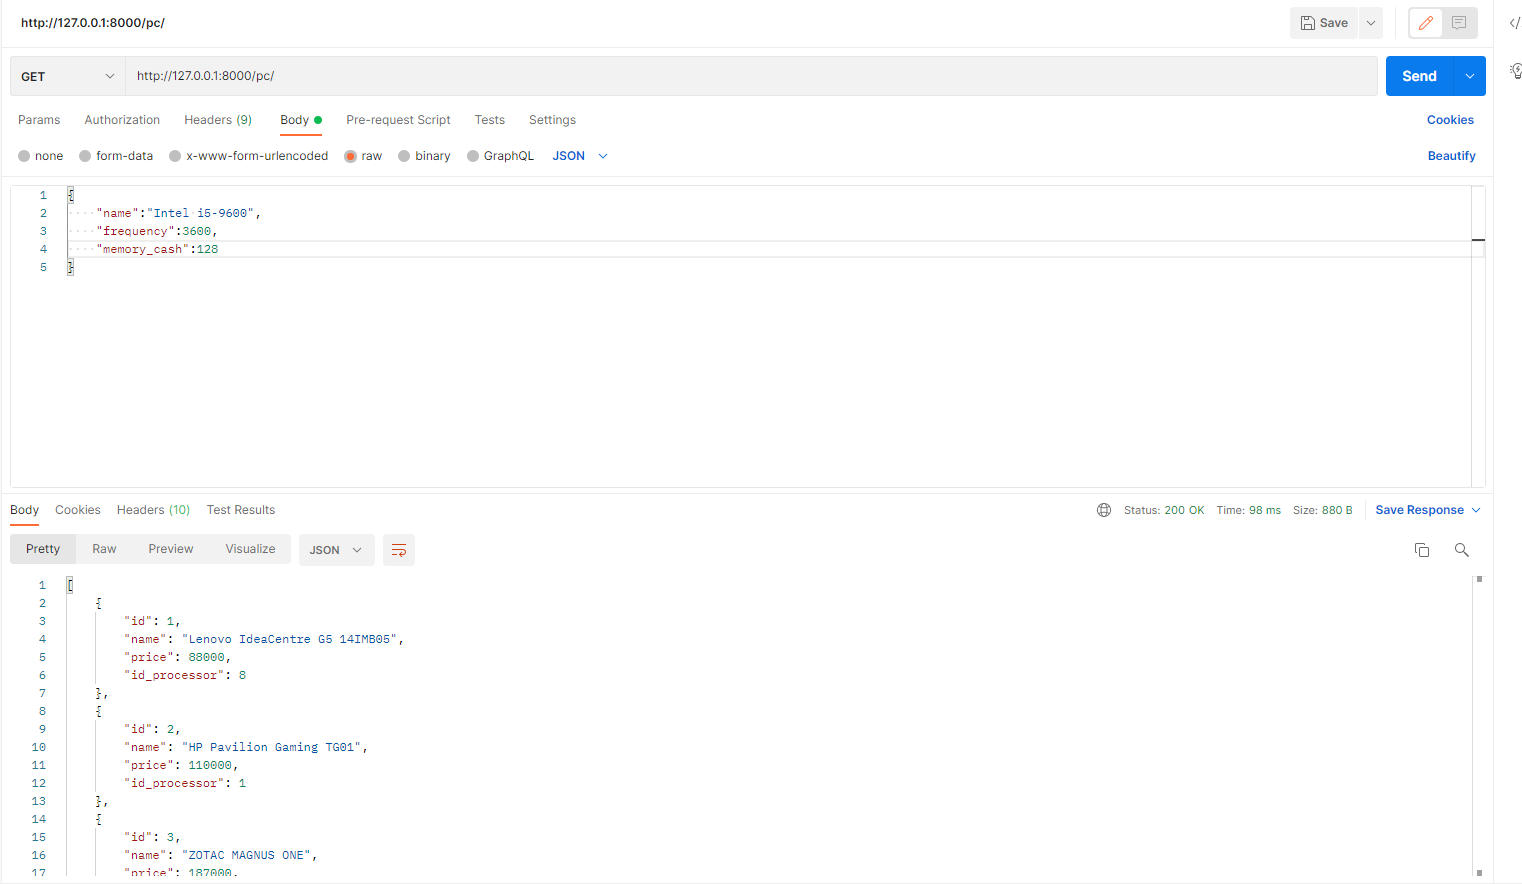 http://127.0.0.1:8000/pc/
Save
GET http://127.0.0.1:8000/pc/ Send
Params Authorization Headers (9) Body Pre-request Script Tests Settings Cookies
none form-data x-www-form-urlencoded raw binary GraphQL JSON Beautify
1 {
2 "name":"Intel i5-9600",
3 "frequency":3600,
4 "memory_cash":128
5 }
Body Cookies Headers (10) Test Results Status: 200 OK Time: 98 ms Size: 880 B Save Response
Pretty Raw Preview Visualize JSON
1 [
2 {
3 "id": 1,
4 "name": "Lenovo IdeaCentre G5 14IMB05",
5 "price": 88000,
6 "id_processor": 8
7 },
8 {
9 "id": 2,
10 "name": "HP Pavilion Gaming TG01",
11 "price": 110000,
12 "id_processor": 1
13 },
14 {
15 "id": 3,
16 "name": "ZOTAC MAGNUS ONE",
17 "price": 187000,